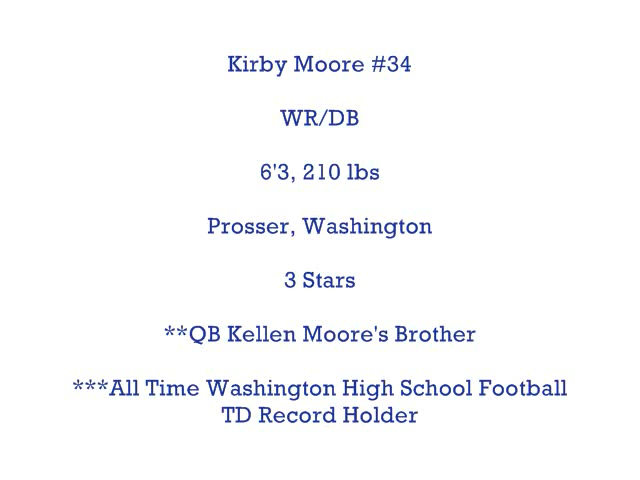 Kirby Moore #34
WR/DB
6'3, 210 lbs
Prosser, Washington
3 Stars
**QB Kellen Moore's Brother
***All Time Washington High School Football
TD Record Holder